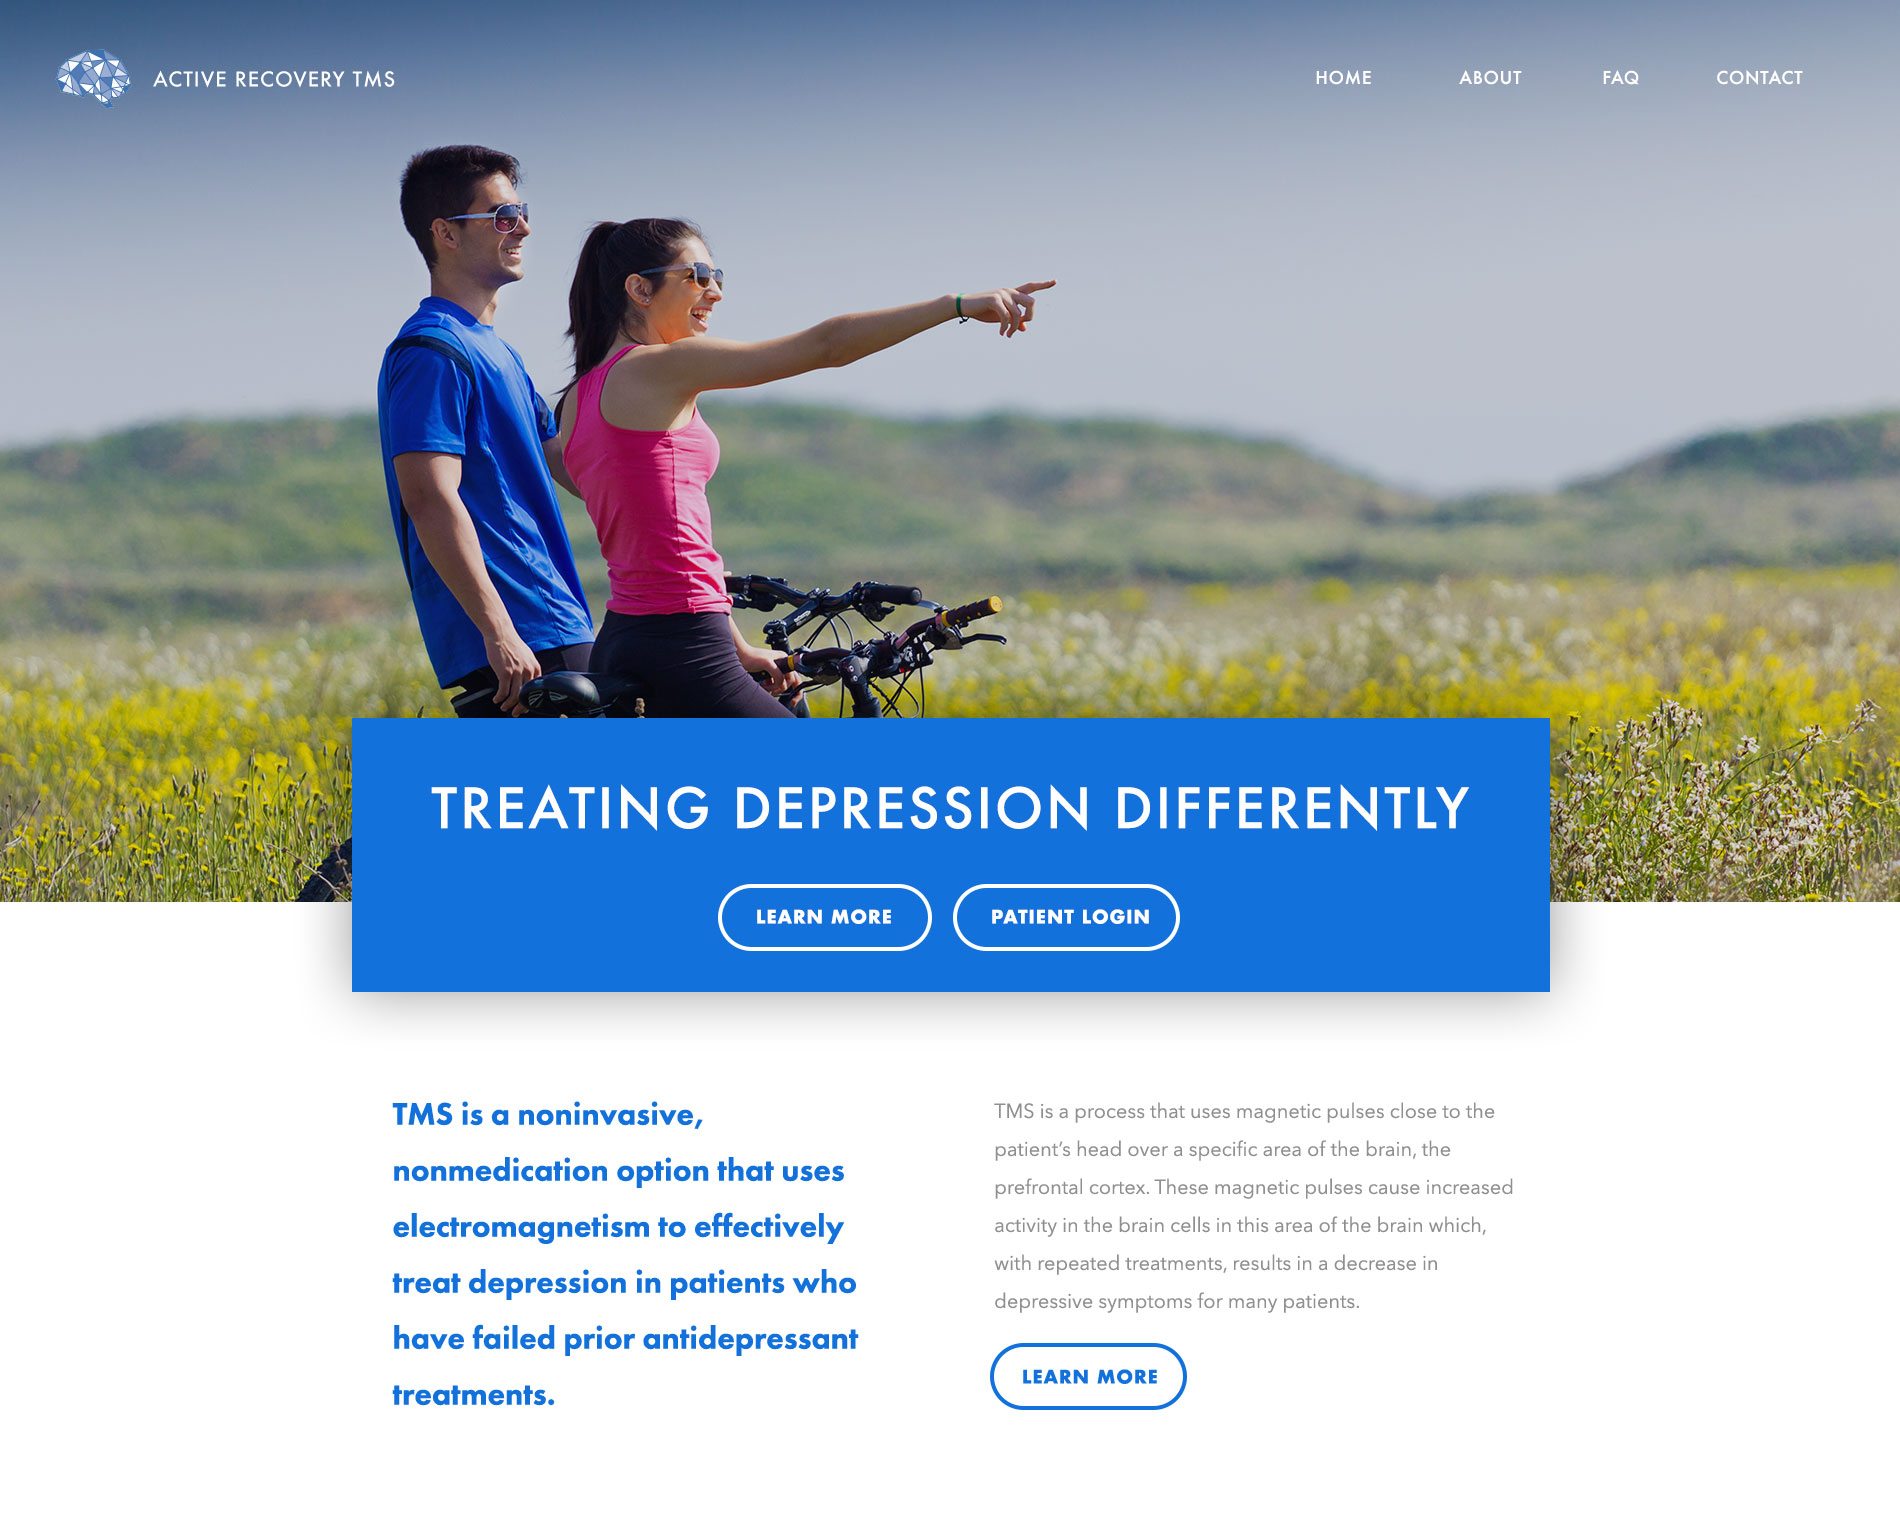 ACTIVE RECOVERY TMS
HOME ABOUT FAQ CONTACT
TREATING DEPRESSION DIFFERENTLY
LEARN MORE PATIENT LOGIN
TMS is a noninvasive,
nonmedication option that uses
electromagnetism to effectively
treat depression in patients who
have failed prior antidepressant
treatments.
TMS is a process that uses magnetic pulses close to the
patient’s head over a specific area of the brain, the
prefrontal cortex. These magnetic pulses cause increased
activity in the brain cells in this area of the brain which,
with repeated treatments, results in a decrease in
depressive symptoms for many patients.
LEARN MORE